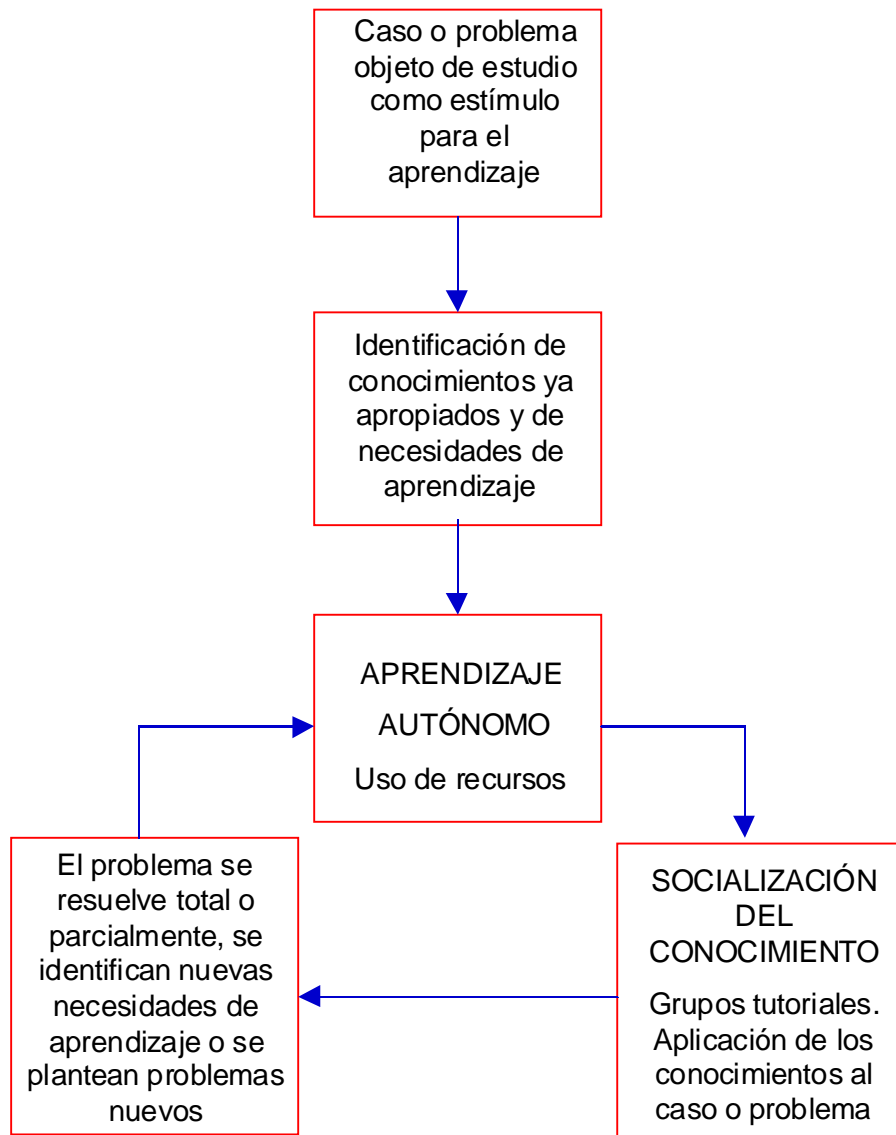 Caso o problema
objeto de estudio
como estímulo
para el
aprendizaje
Identificación de
conocimientos ya
apropiados y de
necesidades de
aprendizaje
APRENDIZAJE
AUTÓNOMO
Uso de recursos
El problema se
resuelve total o
parcialmente, se
identifican nuevas
necesidades de
aprendizaje o se
plantean problemas
nuevos
SOCIALIZACIÓN
DEL
CONOCIMIENTO
Grupos tutoriales.
Aplicación de los
conocimientos al
caso o problema